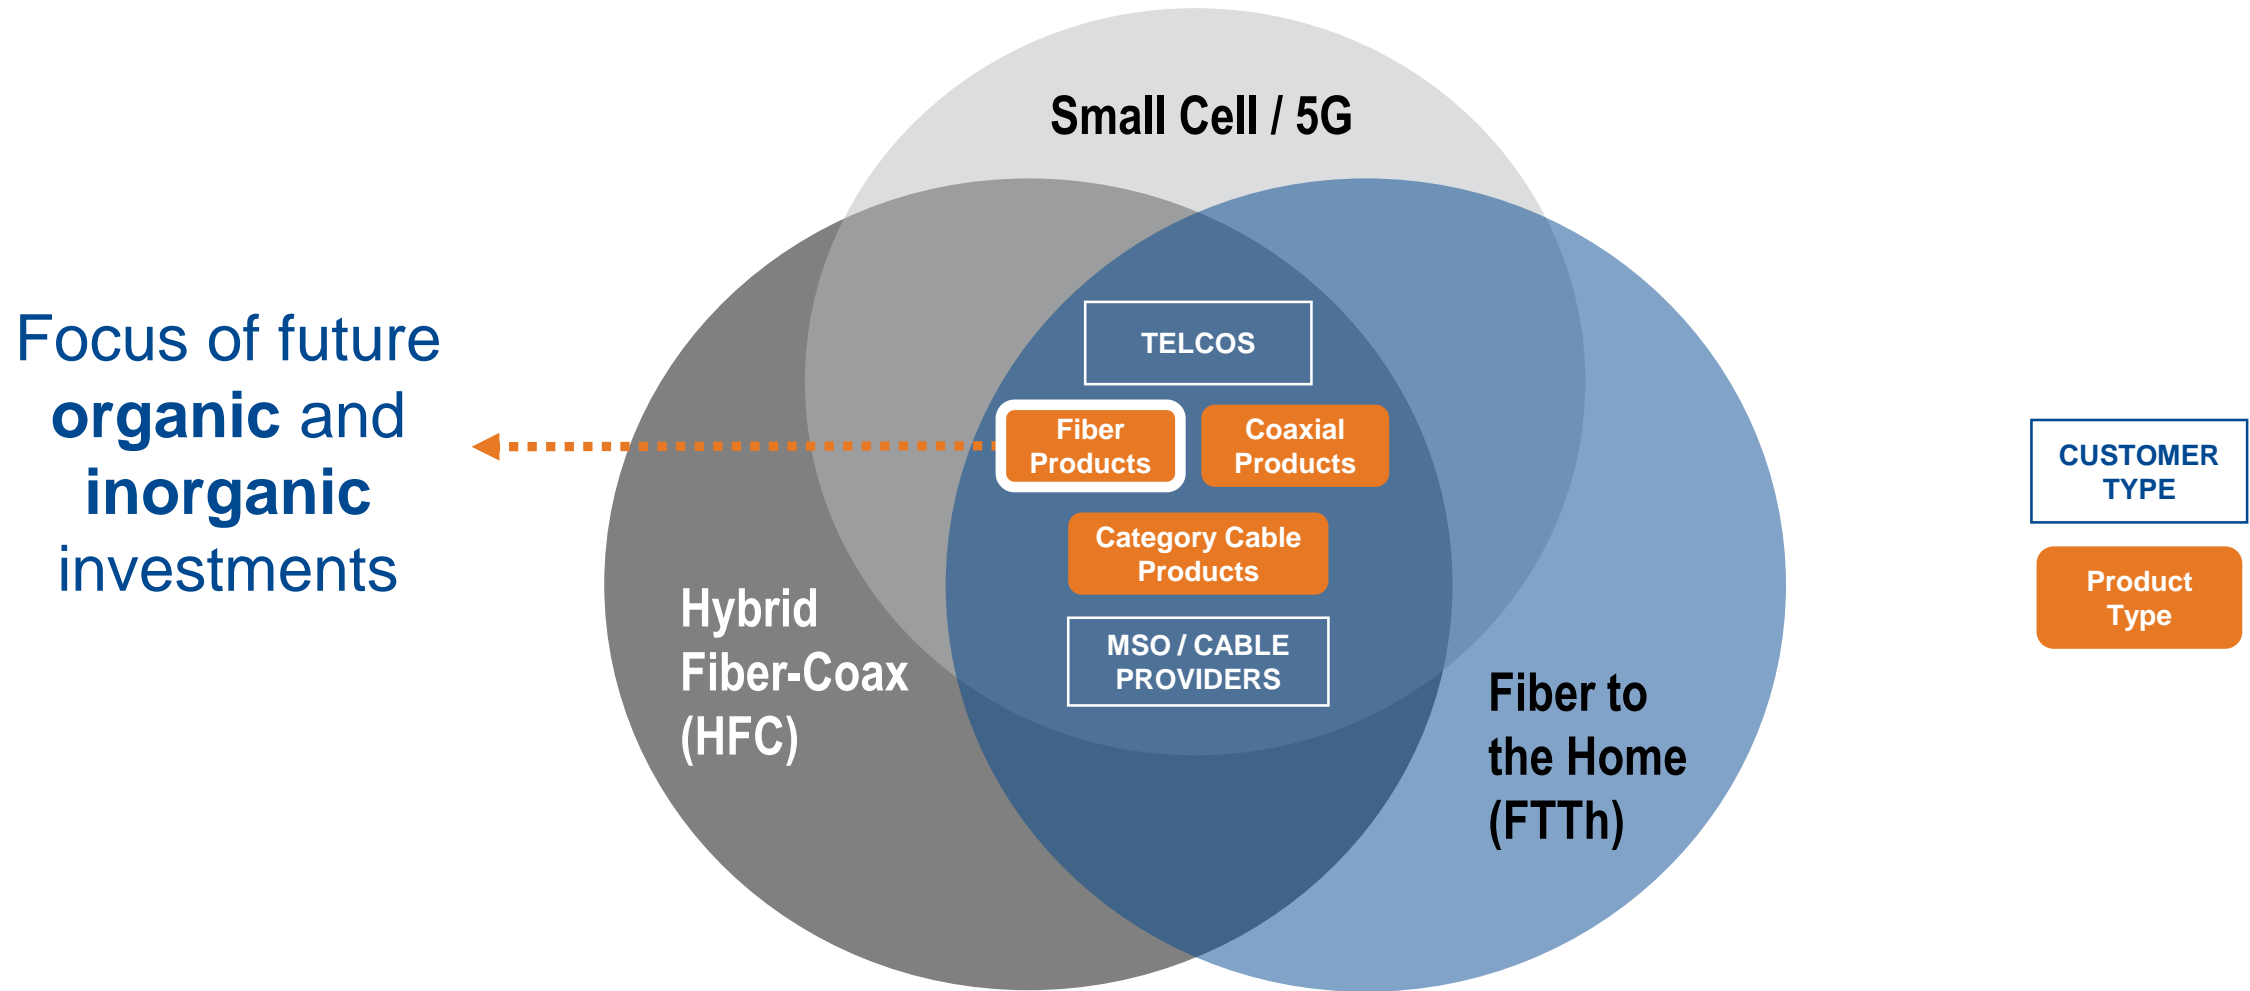 Small Cell / 5G
Focus of future
organic and
inorganic
investments
TELCOS
Fiber
Products
Coaxial
Products
Category Cable
Products
MSO / CABLE
PROVIDERS
Hybrid
Fiber-Coax
(HFC)
Fiber to
the Home
(FTTh)
CUSTOMER
TYPE
Product
Type